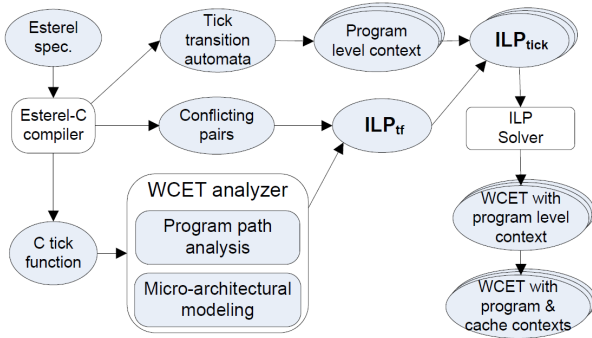 Esterel
spec.
Tick
transition
automata
Program
level context
ILPtick
Esterel-C
compiler
Conflicting
pairs
ILPtf
ILP
Solver
WCET analyzer
Program path
analysis
Micro-architectural
modeling
C tick
function
WCET with
program level
context
WCET with
program &
cache contexts